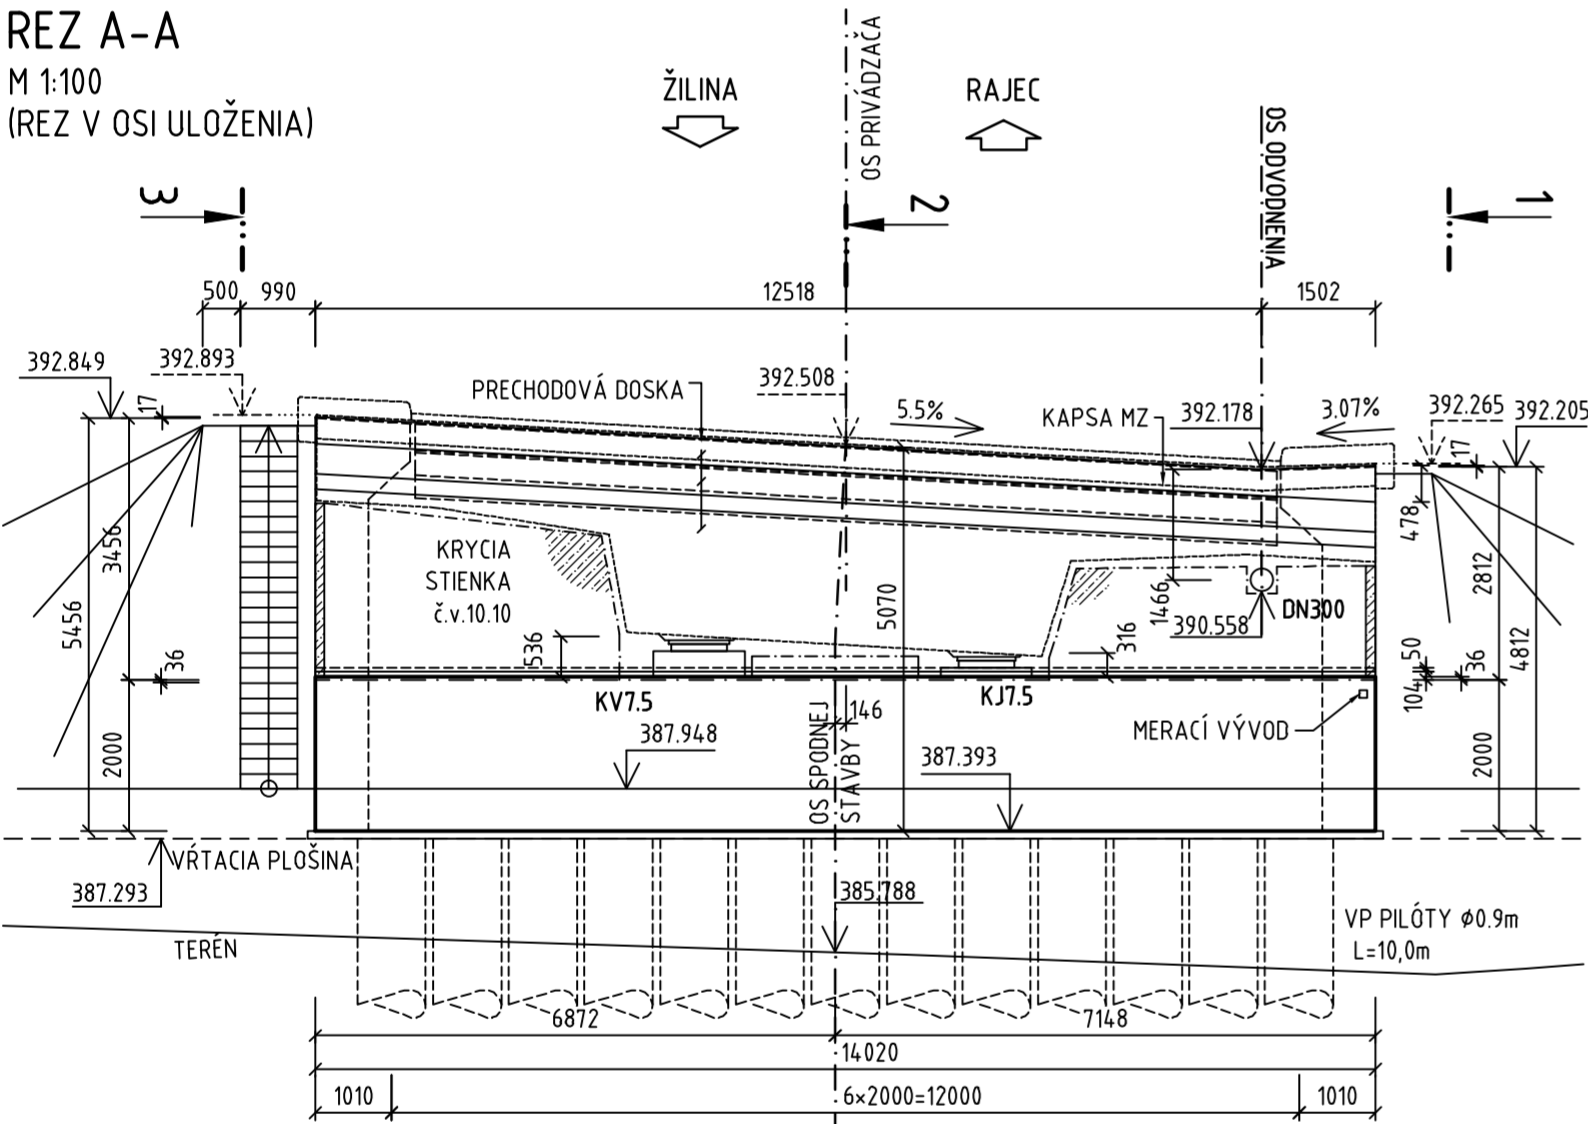 REZ A-A
M 1:100
(REZ V OSI ULOŽENIA)
ŽILINA
OS PRIVÁDZAČA
RAJEC
OS ODVODNENIA
3
2
1
500
990
12518
1502
392.849
392.893
PRECHODOVÁ DOSKA
392.508
5.5%
KAPSA MZ
392.178
3.07%
392.265
392.205
17
17
478
3456
5456
36
2000
KRYCIA
STIENKA
č.v.10.10
536
5070
316
1466
390.558
DN300
2812
4812
50
36
104
2000
KV7.5
KJ7.5
146
OS SPODNEJ
STAVBY
387.948
387.393
MERACÍ VÝVOD
VŔTACIA PLOŠINA
387.293
385.788
TERÉN
VP PILÓTY ϕ0.9m
L=10,0m
6872
7148
14020
1010
6×2000=12000
1010